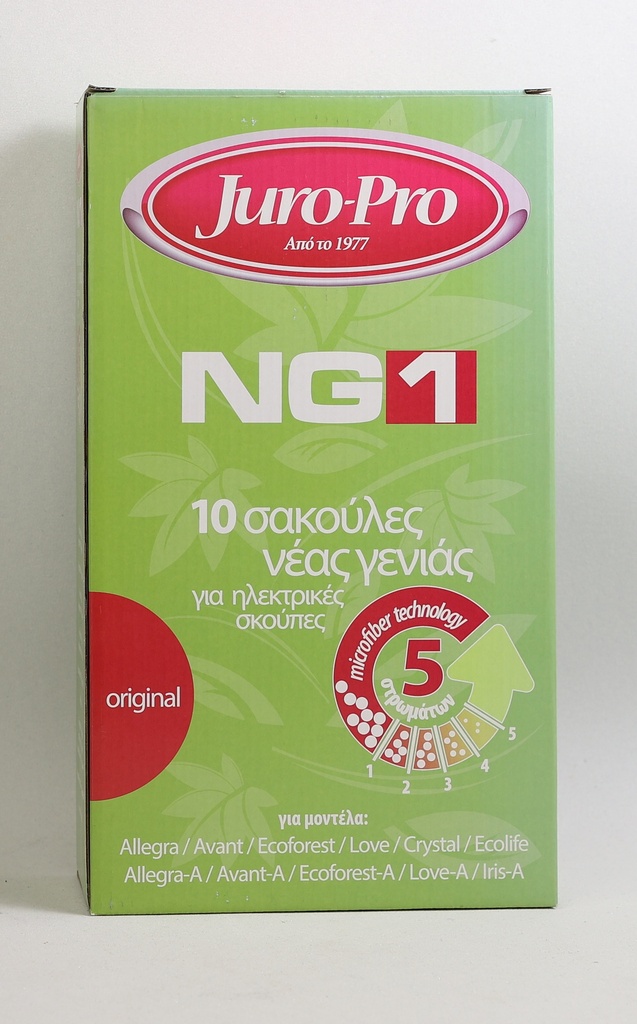 Juro-Pro
Από το 1977
NG1
10 σακούλες
νέας γενιάς
για ηλεκτρικές
σκούπες
microfiber technology
5
στρωμάτων
original
1
2
3
4
5
για μοντέλα:
Allegra / Avant / Ecoforest / Love / Crystal / Ecolife
Allegra-A / Avant-A / Ecoforest-A / Love-A / Iris-A